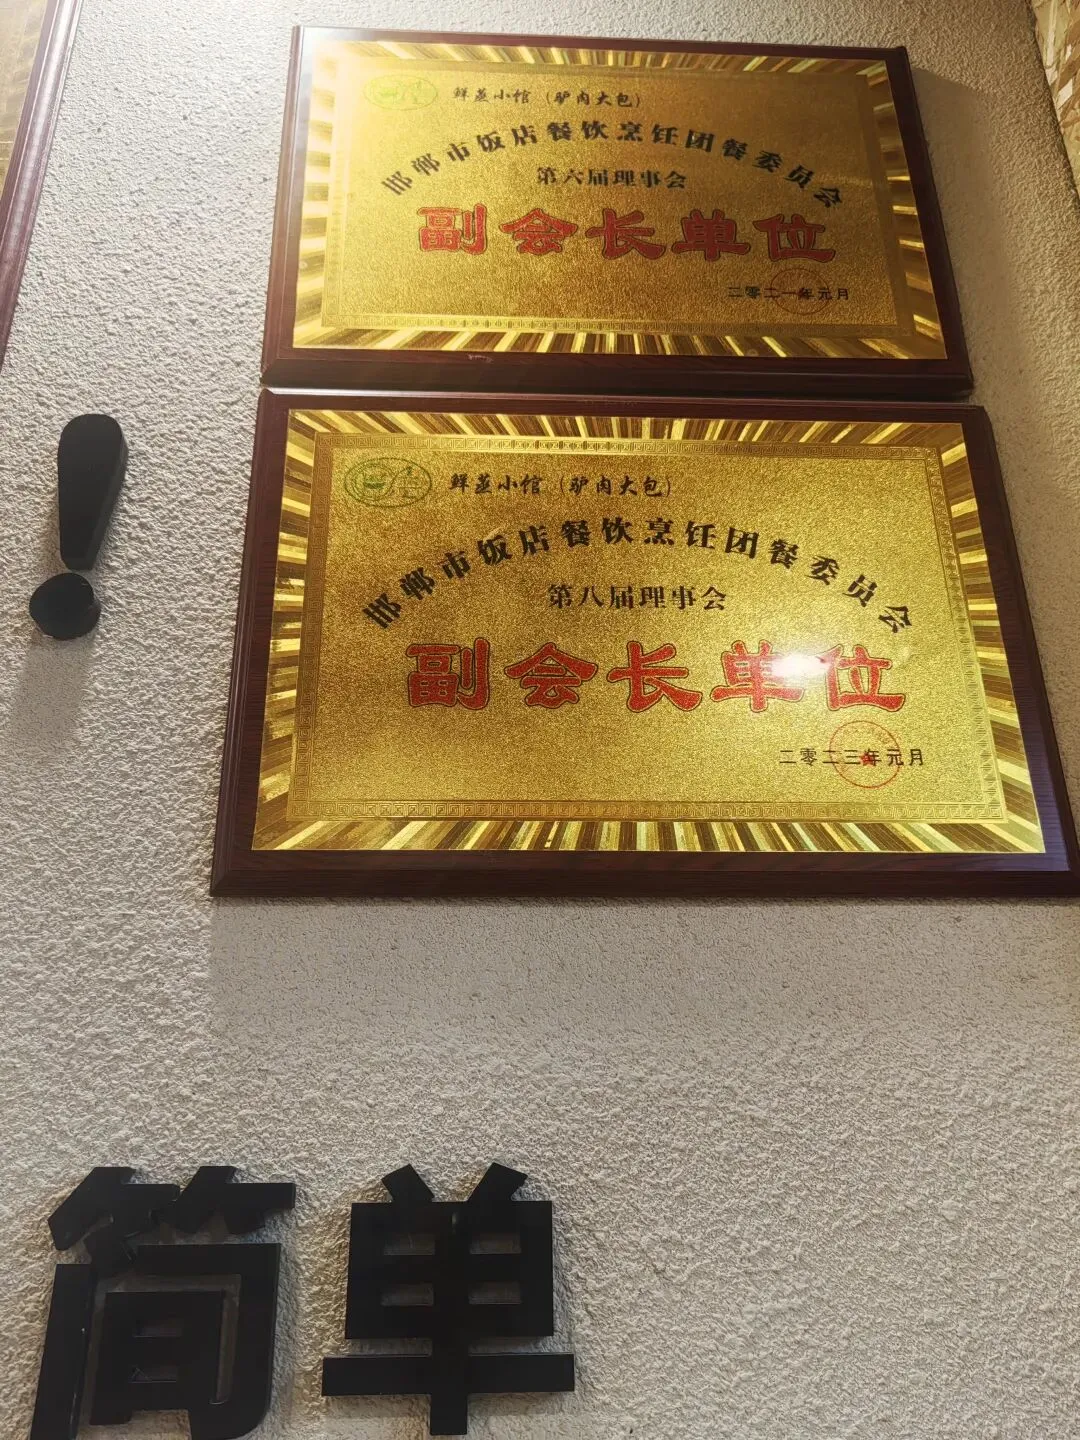 鲜蒸小馆（驴肉大包）
邯郸市饭店餐饮烹饪团餐委员会
第六届理事会
副会长单位
二零二一年元月
鲜蒸小馆（驴肉大包）
邯郸市饭店餐饮烹饪团餐委员会
第八届理事会
副会长单位
二零二三年元月
！
简单